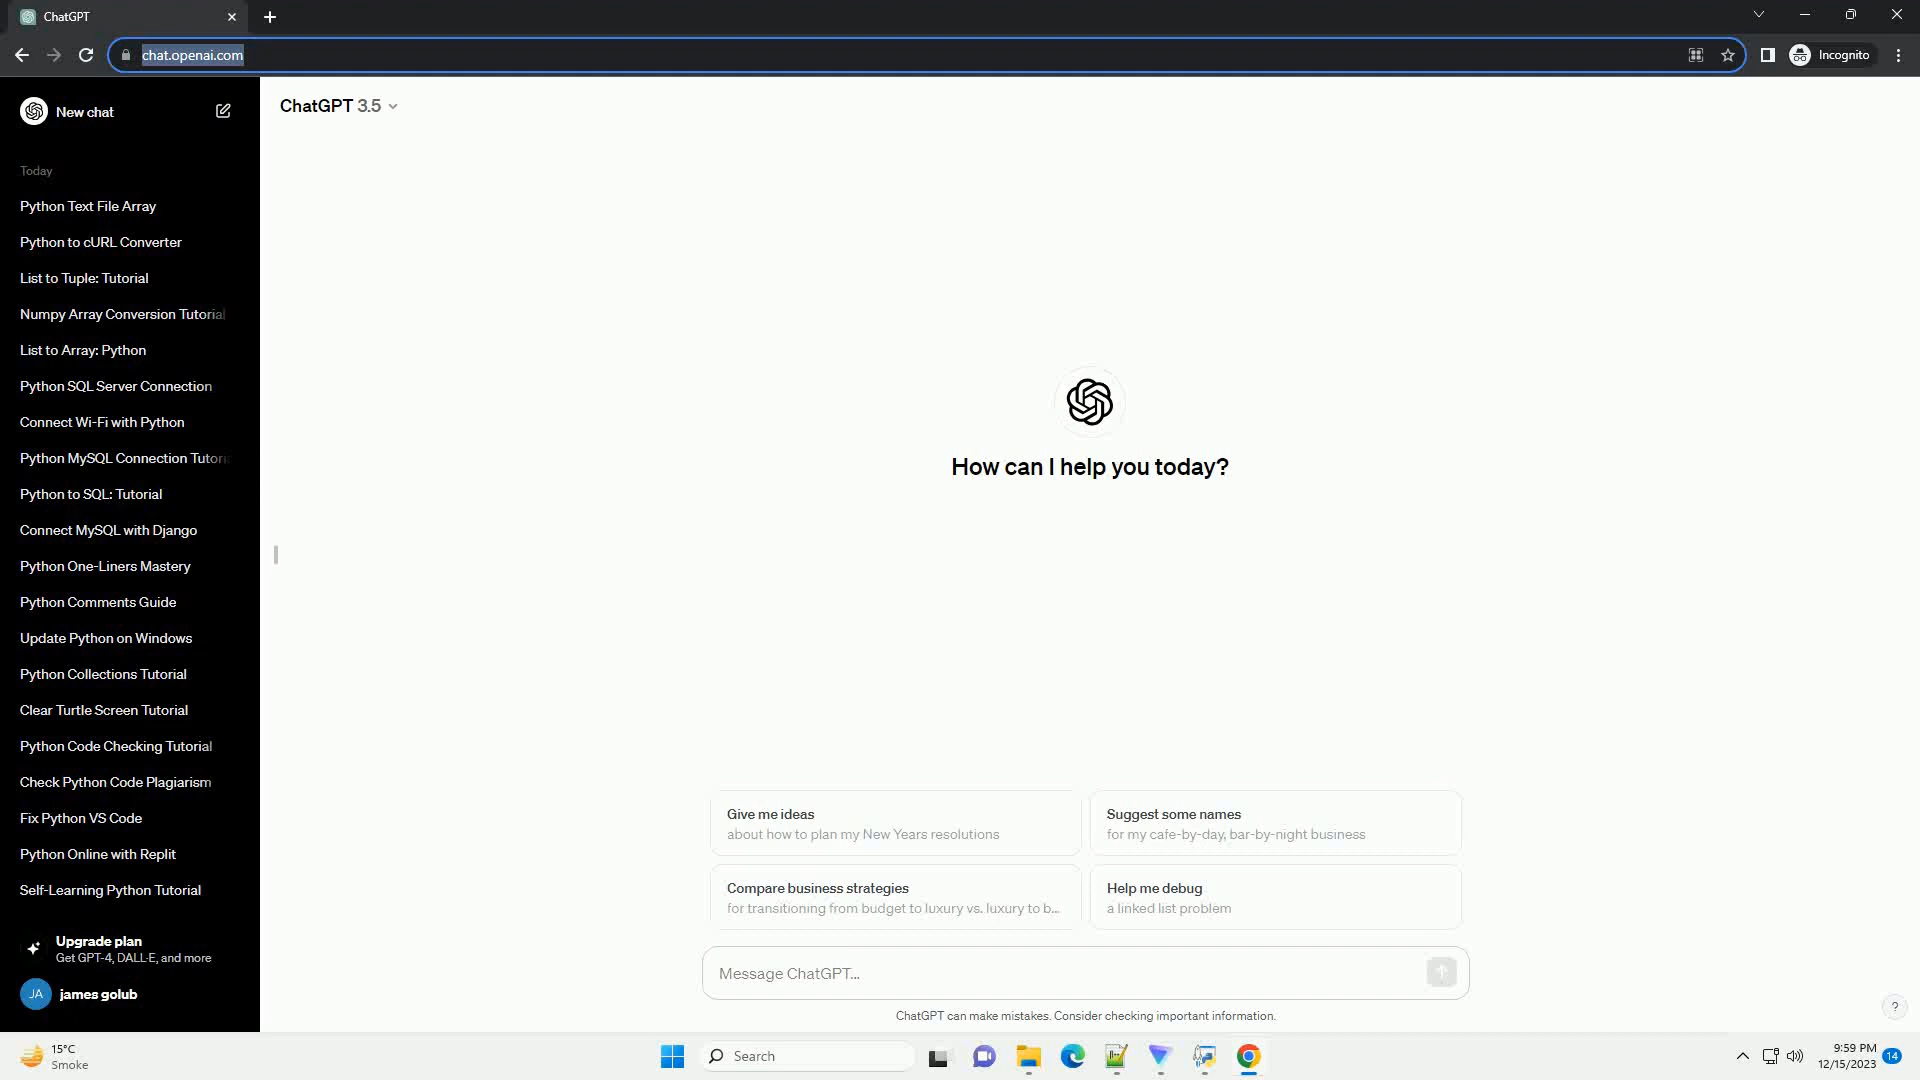 ChatGPT
chat.openai.com
Incognito
New chat
ChatGPT 3.5
Today
Python Text File Array
Python to cURL Converter
List to Tuple: Tutorial
Numpy Array Conversion Tutorial
List to Array: Python
Python SQL Server Connection
Connect Wi-Fi with Python
Python MySQL Connection Tutori
Python to SQL: Tutorial
Connect MySQL with Django
Python One-Liners Mastery
Python Comments Guide
Update Python on Windows
Python Collections Tutorial
Clear Turtle Screen Tutorial
Python Code Checking Tutorial
Check Python Code Plagiarism
Fix Python VS Code
Python Online with Replit
Self-Learning Python Tutorial
Upgrade plan
Get GPT-4, DALL·E, and more
JA
james golub
How can I help you today?
Give me ideas
about how to plan my New Years resolutions
Suggest some names
for my cafe-by-day, bar-by-night business
Compare business strategies
for transitioning from budget to luxury vs. luxury to b...
Help me debug
a linked list problem
Message ChatGPT...
ChatGPT can make mistakes. Consider checking important information.
?
15°C
Smoke
Search
9:59 PM
12/15/2023
14